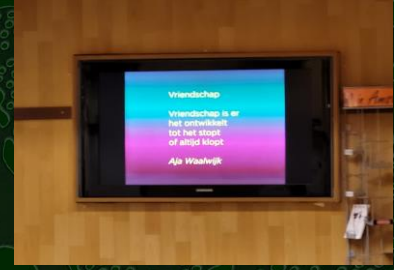 Vriendschap
Vriendschap is er
het ontwikkelt
tot het stopt
of altijd klopt
Aja Waalwijk